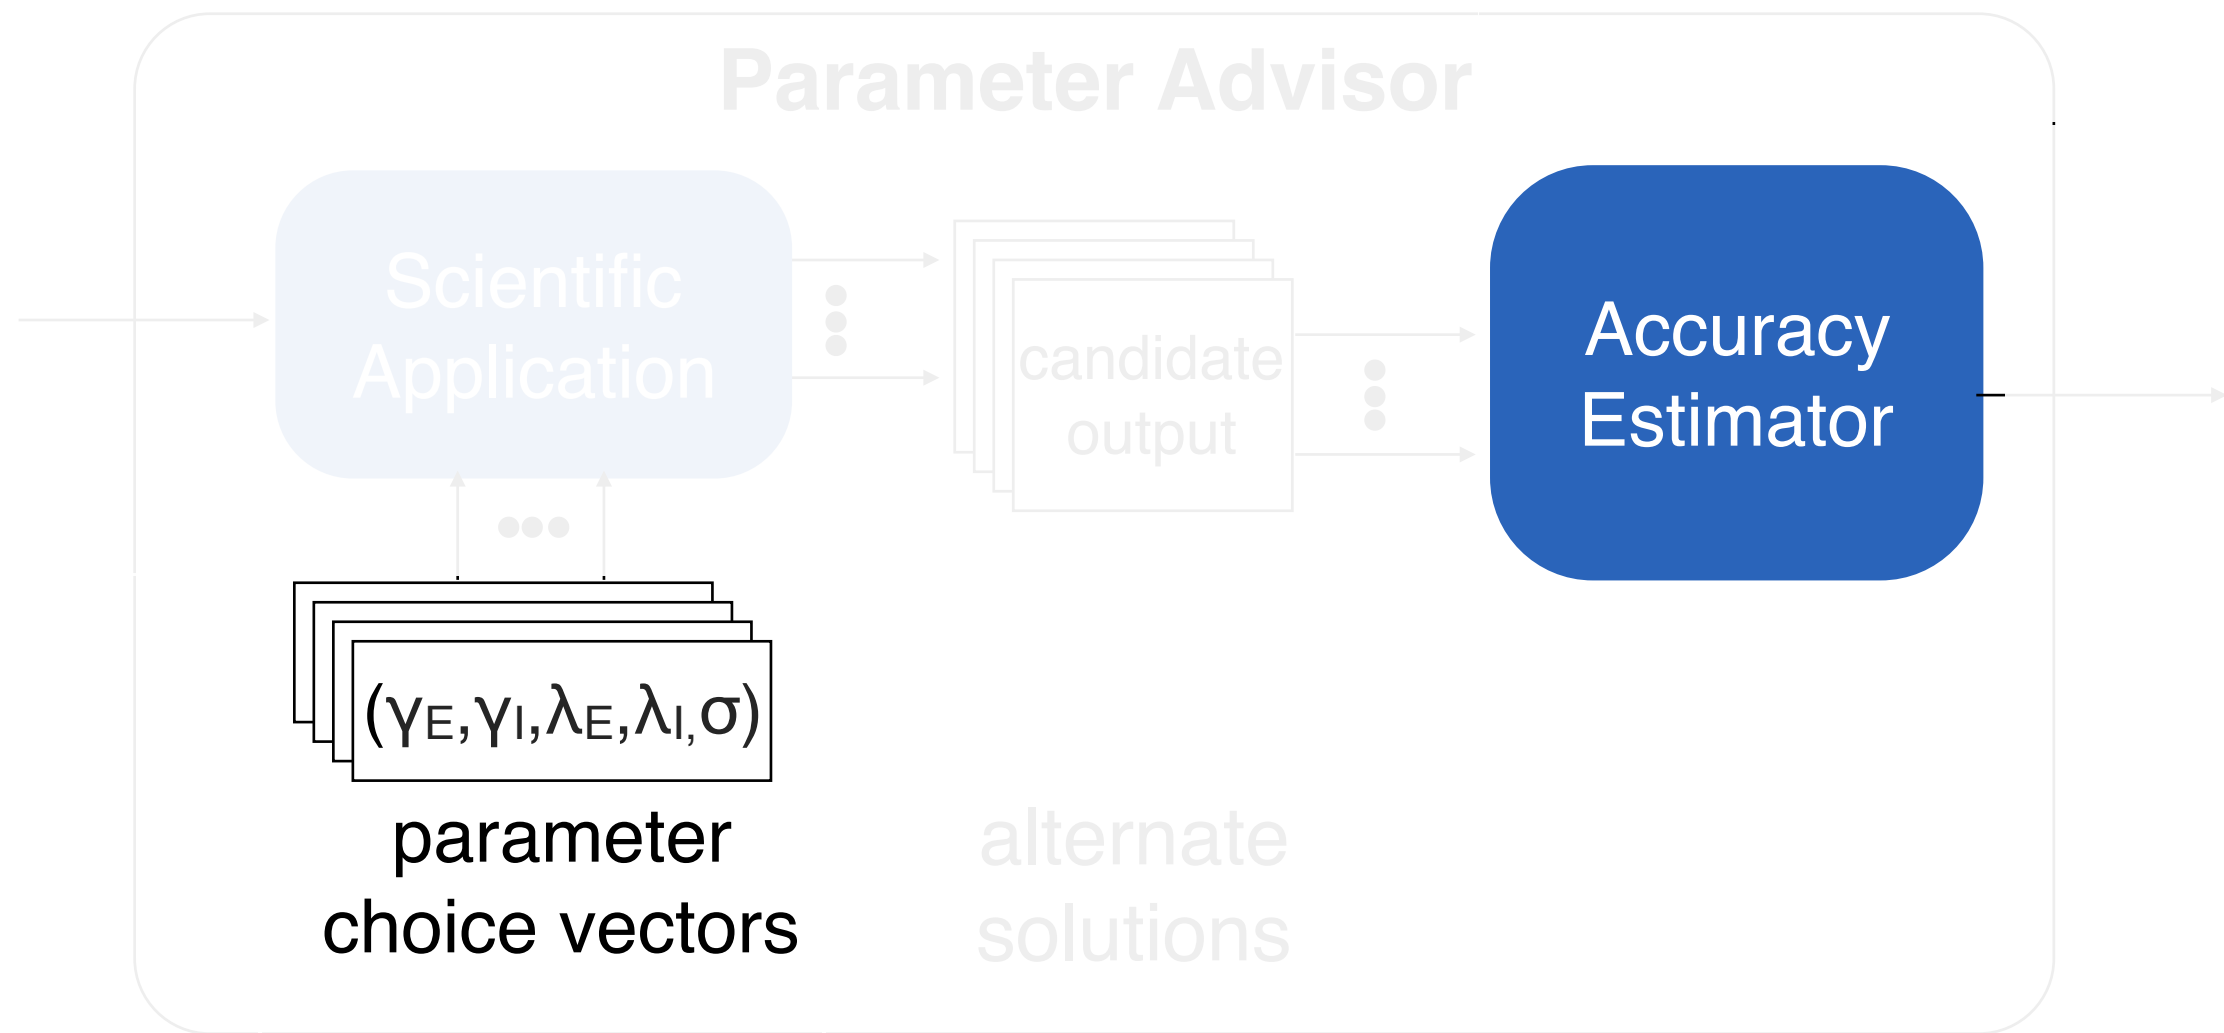 Parameter Advisor
Scientific
Application
candidate
output
Accuracy
Estimator
(γE,γI,λE,λI,σ)
parameter
choice vectors
alternate
solutions